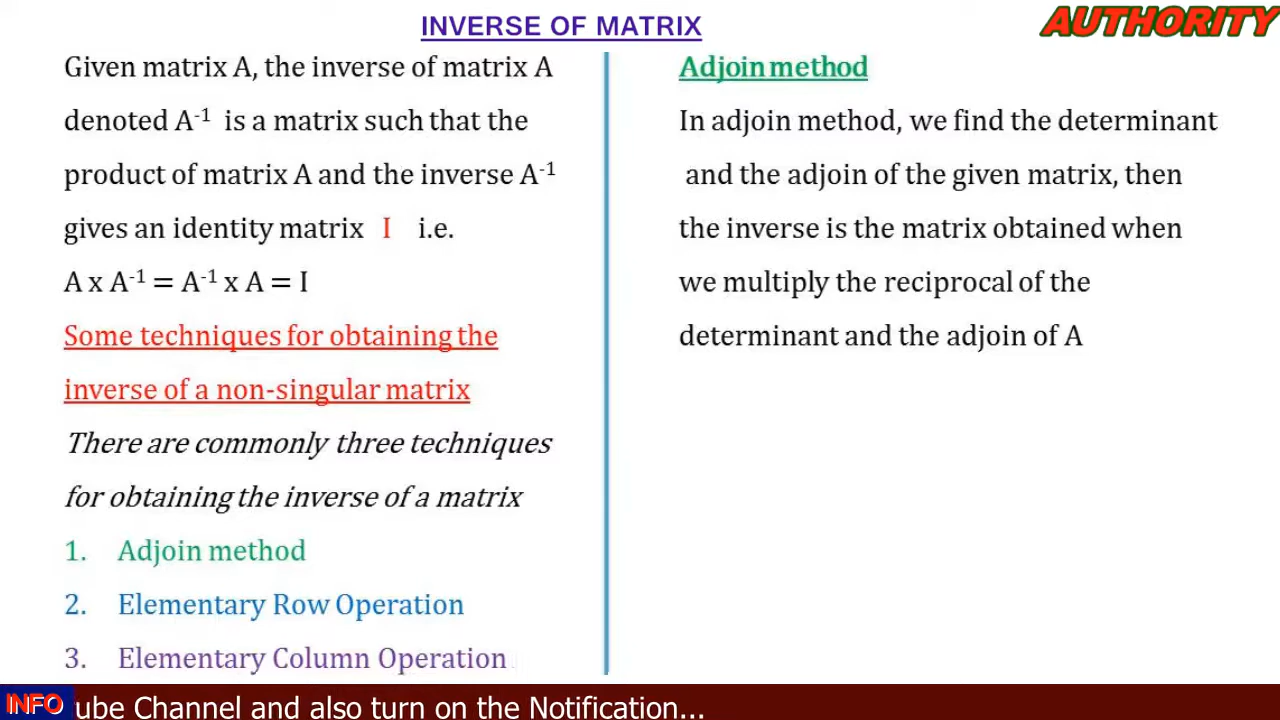 INVERSE OF MATRIX
AUTHORITY
Given matrix A, the inverse of matrix A
denoted A⁻¹ is a matrix such that the
product of matrix A and the inverse A⁻¹
gives an identity matrix I i.e.
A x A⁻¹ = A⁻¹ x A = I
Some techniques for obtaining the
inverse of a non-singular matrix
There are commonly three techniques
for obtaining the inverse of a matrix
1. Adjoin method
2. Elementary Row Operation
3. Elementary Column Operation
Adjoin method
In adjoin method, we find the determinant
and the adjoin of the given matrix, then
the inverse is the matrix obtained when
we multiply the reciprocal of the
determinant and the adjoin of A
INFO
ube Channel and also turn on the Notification...